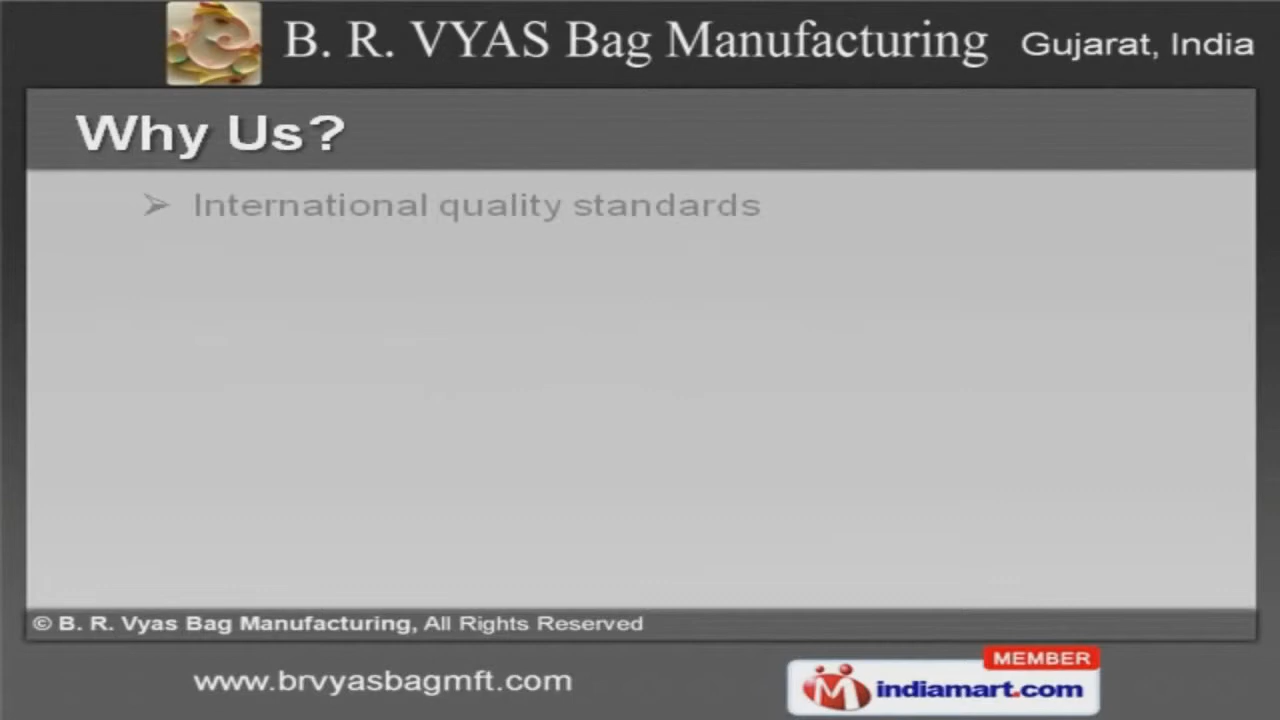 B. R. VYAS Bag Manufacturing Gujarat, India
Why Us?
➢ International quality standards
© B. R. Vyas Bag Manufacturing, All Rights Reserved
www.brvyasbagmft.com
MEMBER
indiamart.com